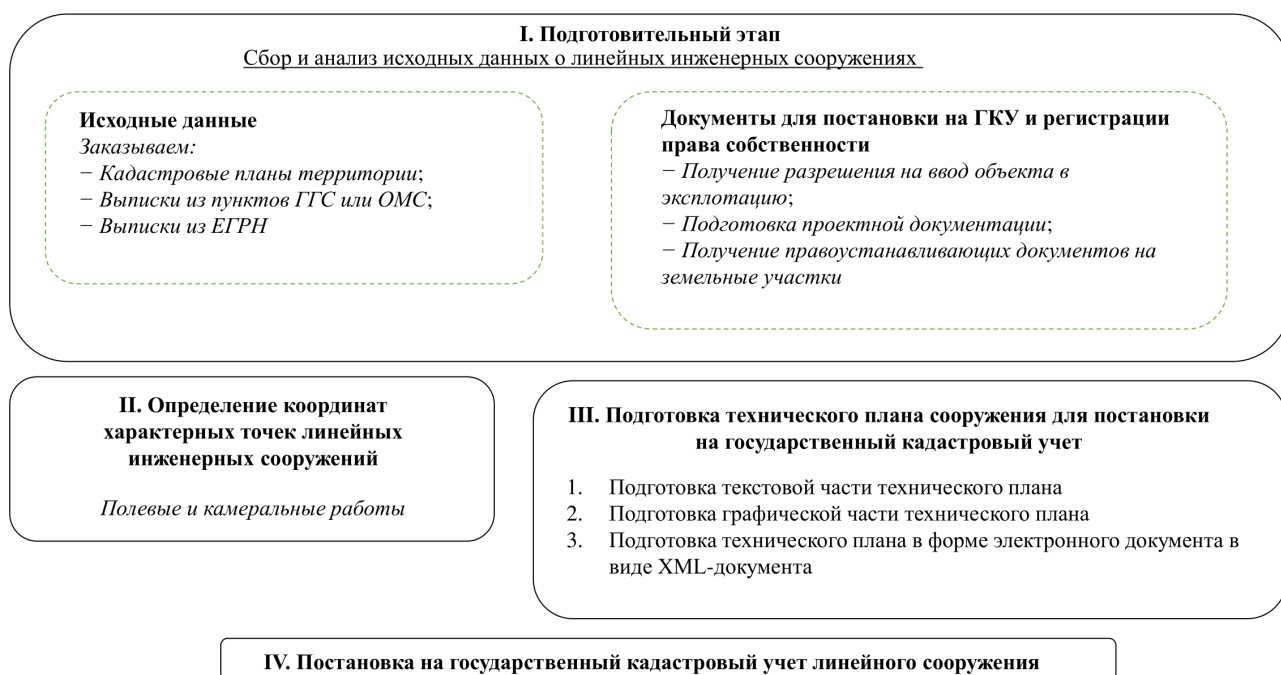 I. Подготовительный этап
Сбор и анализ исходных данных о линейных инженерных сооружениях
Исходные данные
Заказываем:
− Кадастровые планы территории;
− Выписки из пунктов ГГС или ОМС;
− Выписки из ЕГРН
Документы для постановки на ГКУ и регистрации
права собственности
− Получение разрешения на ввод объекта в
эксплотацию;
− Подготовка проектной документации;
− Получение правоустанавливающих документов на
земельные участки
II. Определение координат
характерных точек линейных
инженерных сооружений
Полевые и камеральные работы
III. Подготовка технического плана сооружения для постановки
на государственный кадастровый учет
1. Подготовка текстовой части технического плана
2. Подготовка графической части технического плана
3. Подготовка технического плана в форме электронного документа в
виде XML-документа
IV. Постановка на государственный кадастровый учет линейного сооружения